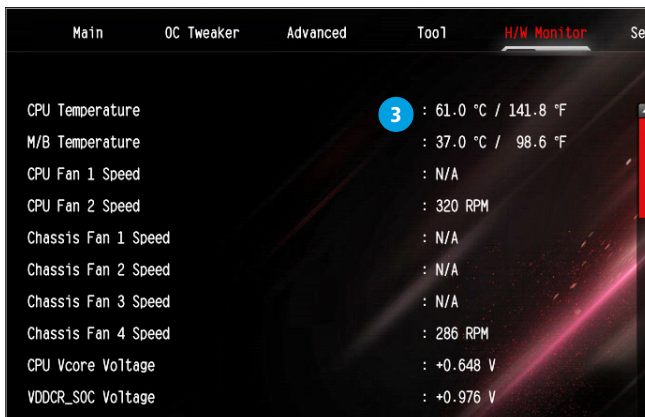 Main OC Tweaker Advanced Tool H/W Monitor Se
CPU Temperature 3 : 61.0 °C / 141.8 °F
M/B Temperature : 37.0 °C / 98.6 °F
CPU Fan 1 Speed : N/A
CPU Fan 2 Speed : 320 RPM
Chassis Fan 1 Speed : N/A
Chassis Fan 2 Speed : N/A
Chassis Fan 3 Speed : N/A
Chassis Fan 4 Speed : 286 RPM
CPU Vcore Voltage : +0.648 V
VDDCR_SOC Voltage : +0.976 V